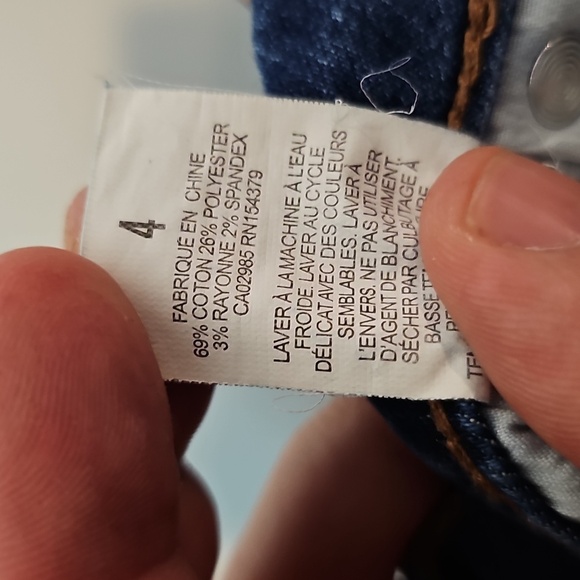 4
FABRIQUÉ EN CHINE
69% COTON 26% POLYESTER
3% RAYONNE 2% SPANDEX
CA02985 RN154379
LAVER À LA MACHINE À L'EAU
FROIDE. LAVER AU CYCLE
DÉLICAT AVEC DES COULEURS
SEMBLABLES. LAVER À
L'ENVERS. NE PAS UTILISER
D'AGENT DE BLANCHIMENT.
SÉCHER PAR CULBUTAGE À
BASSE